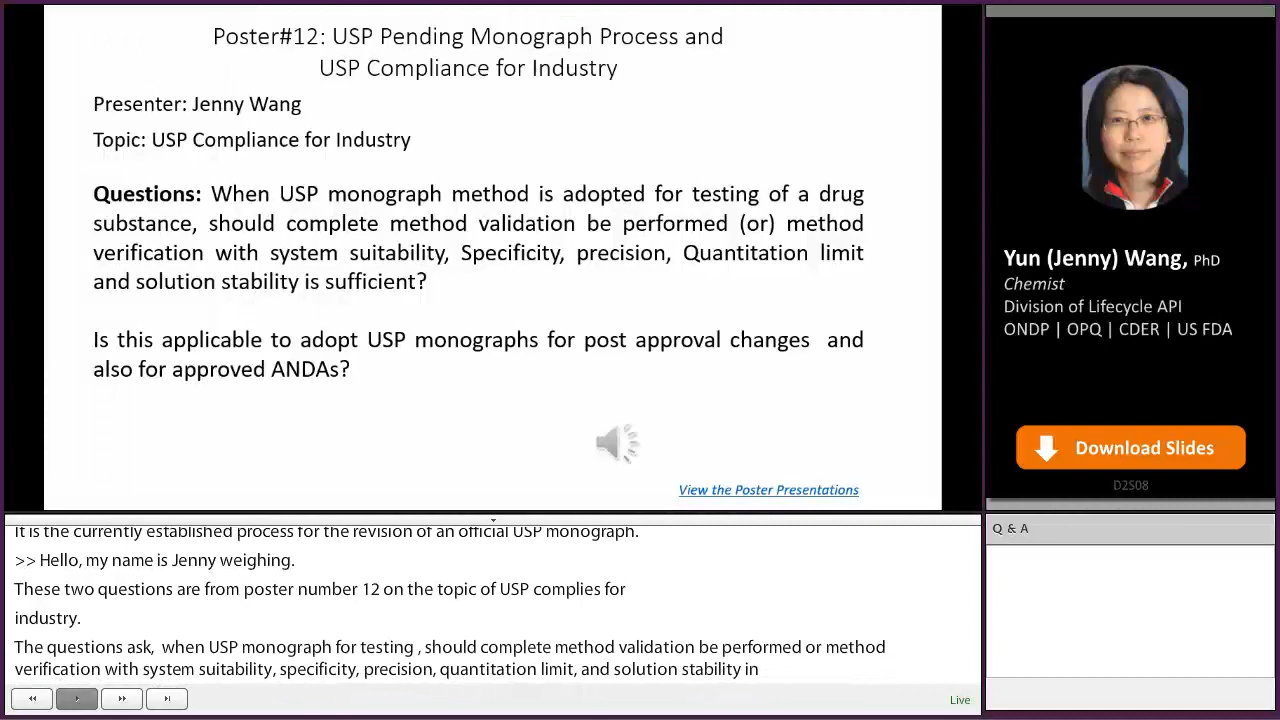 Poster#12: USP Pending Monograph Process and
USP Compliance for Industry
Presenter: Jenny Wang
Topic: USP Compliance for Industry
Questions: When USP monograph method is adopted for testing of a drug
substance, should complete method validation be performed (or) method
verification with system suitability, Specificity, precision, Quantitation limit
and solution stability is sufficient?
Is this applicable to adopt USP monographs for post approval changes and
also for approved ANDAs?
View the Poster Presentations
Yun (Jenny) Wang, PhD
Chemist
Division of Lifecycle API
ONDP | OPQ | CDER | US FDA
Download Slides
D2S08
It is the currently established process for the revision of an official USP monograph.
>> Hello, my name is Jenny weighing.
These two questions are from poster number 12 on the topic of USP complies for
industry.
The questions ask, when USP monograph for testing , should complete method validation be performed or method
verification with system suitability, specificity, precision, quantitation limit, and solution stability in
Live
Q & A